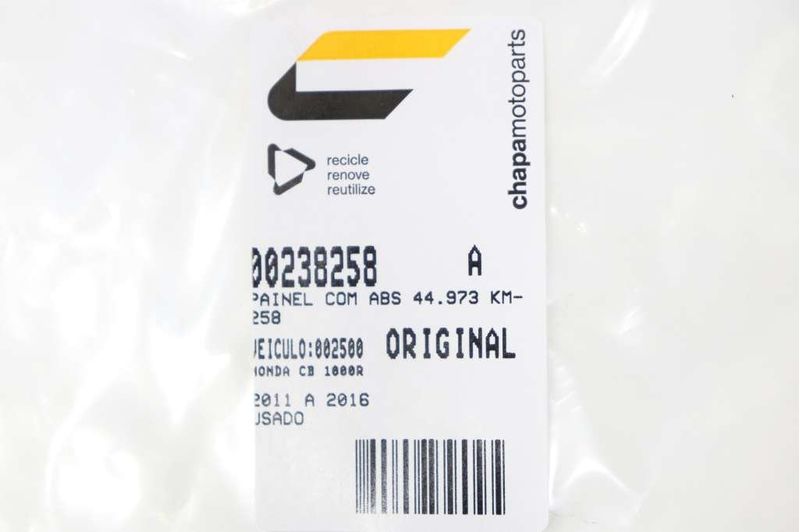 chapamotoparts
recicle
renove
reutilize
00238258 A
PAINEL COM ABS 44.973 KM-
258
VEICULO:002500 ORIGINAL
HONDA CB 1000R
2011 A 2016
USADO